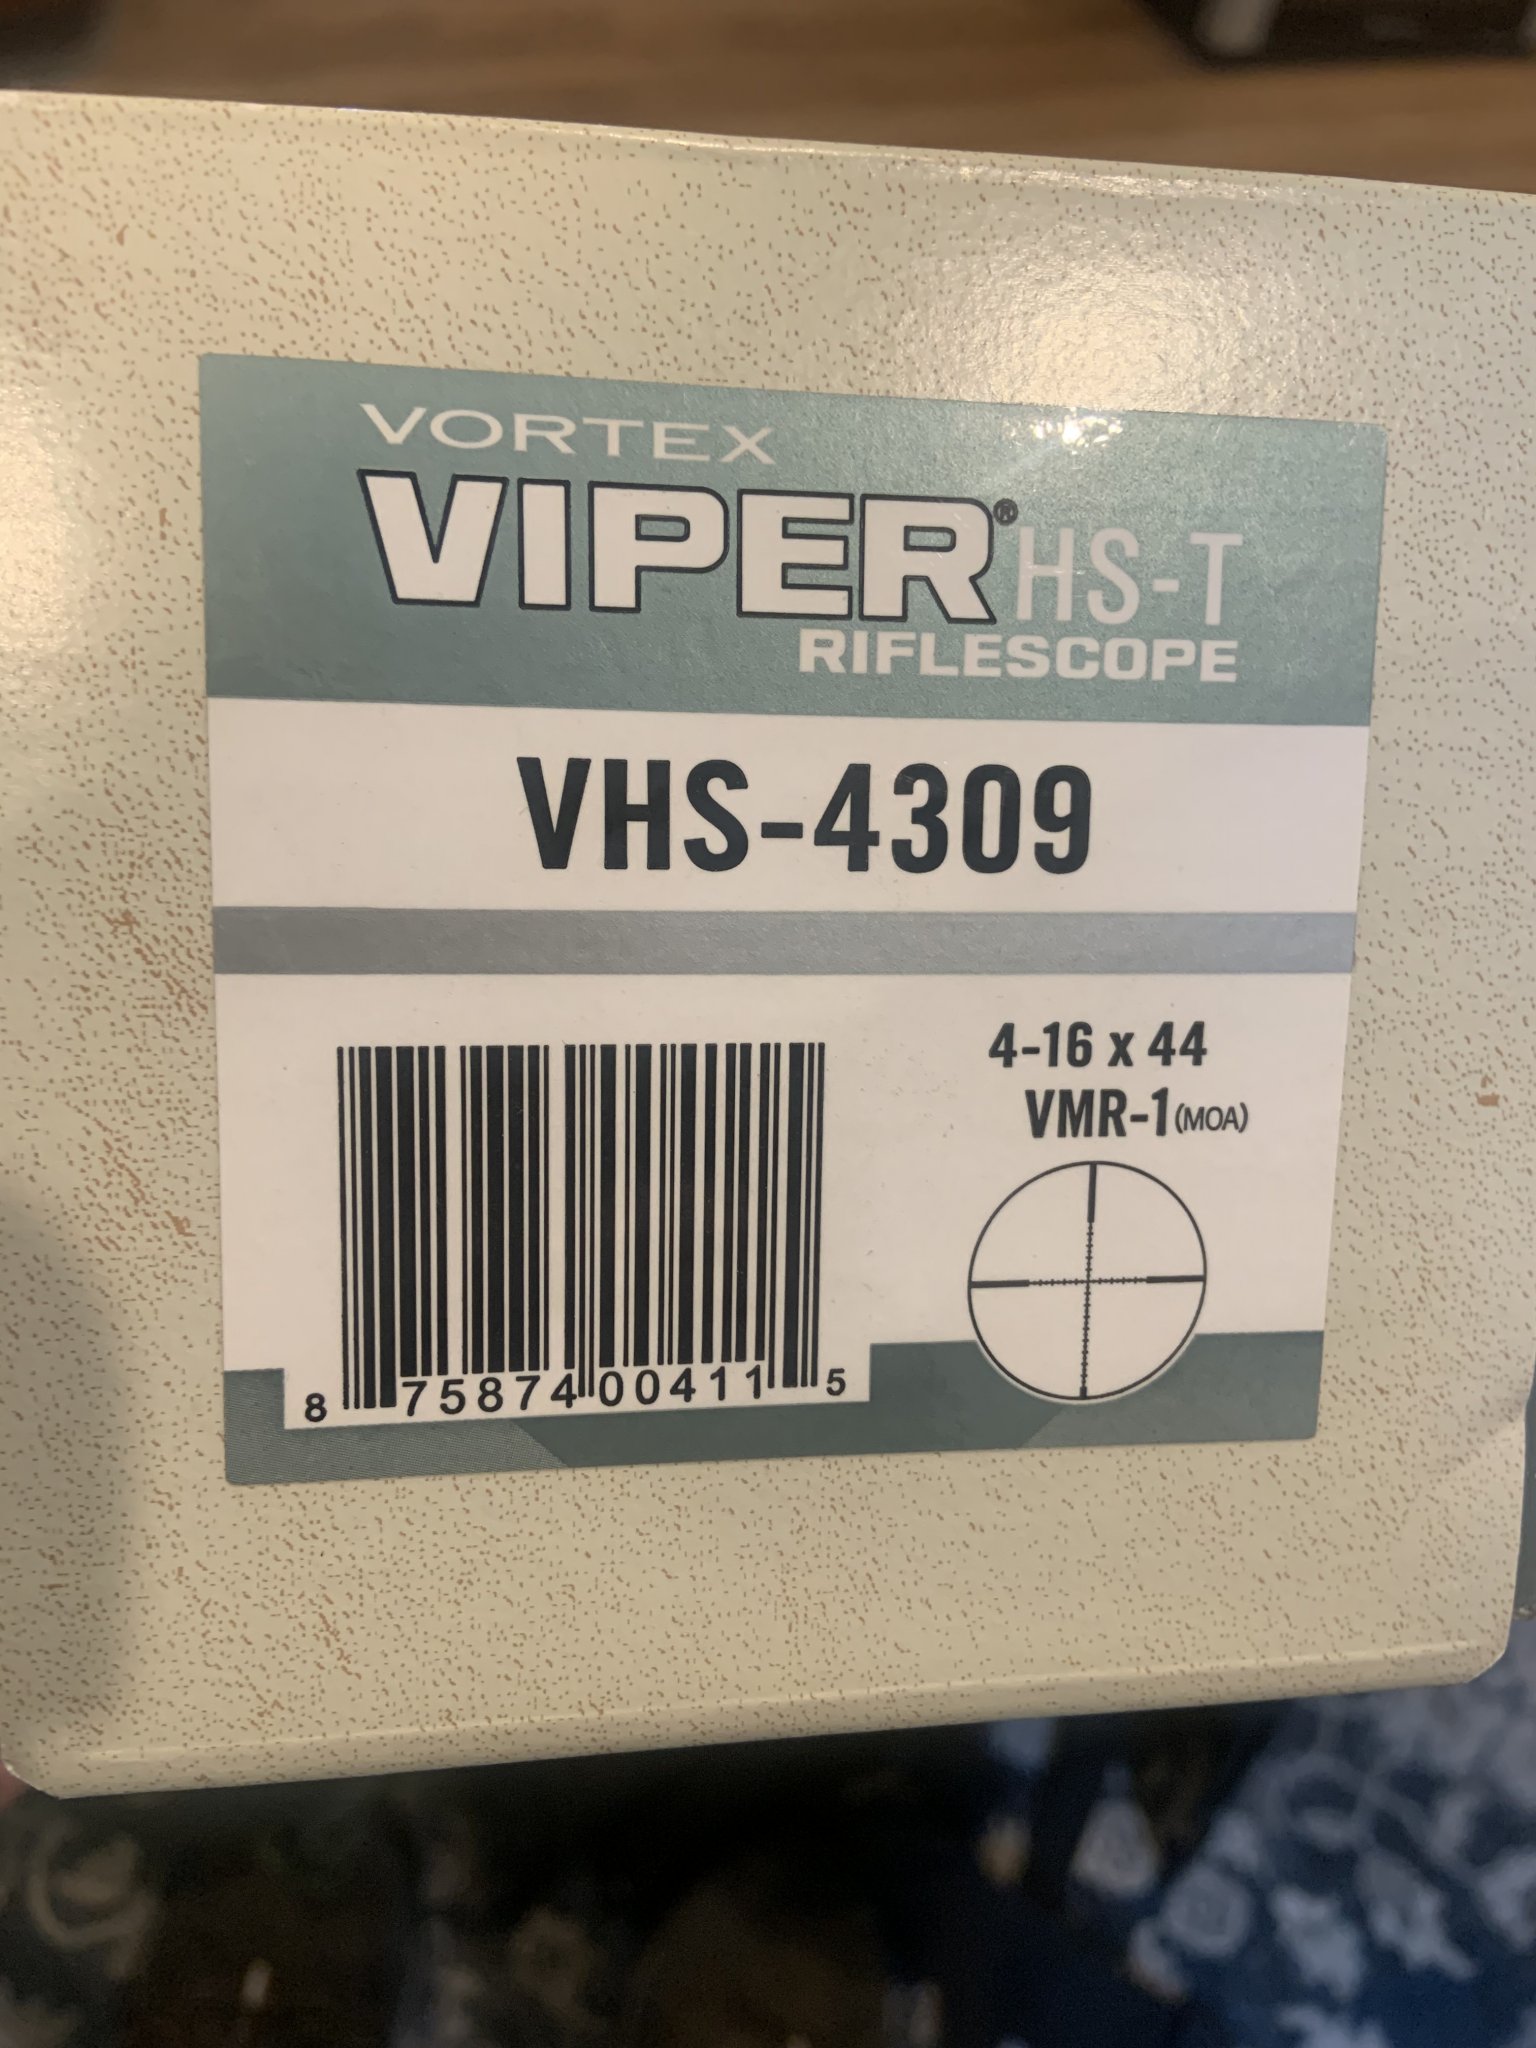 VORTEX
VIPER® HS-T
RIFLESCOPE
VHS-4309
4-16 x 44
VMR-1(MOA)
8 75874 00411 5